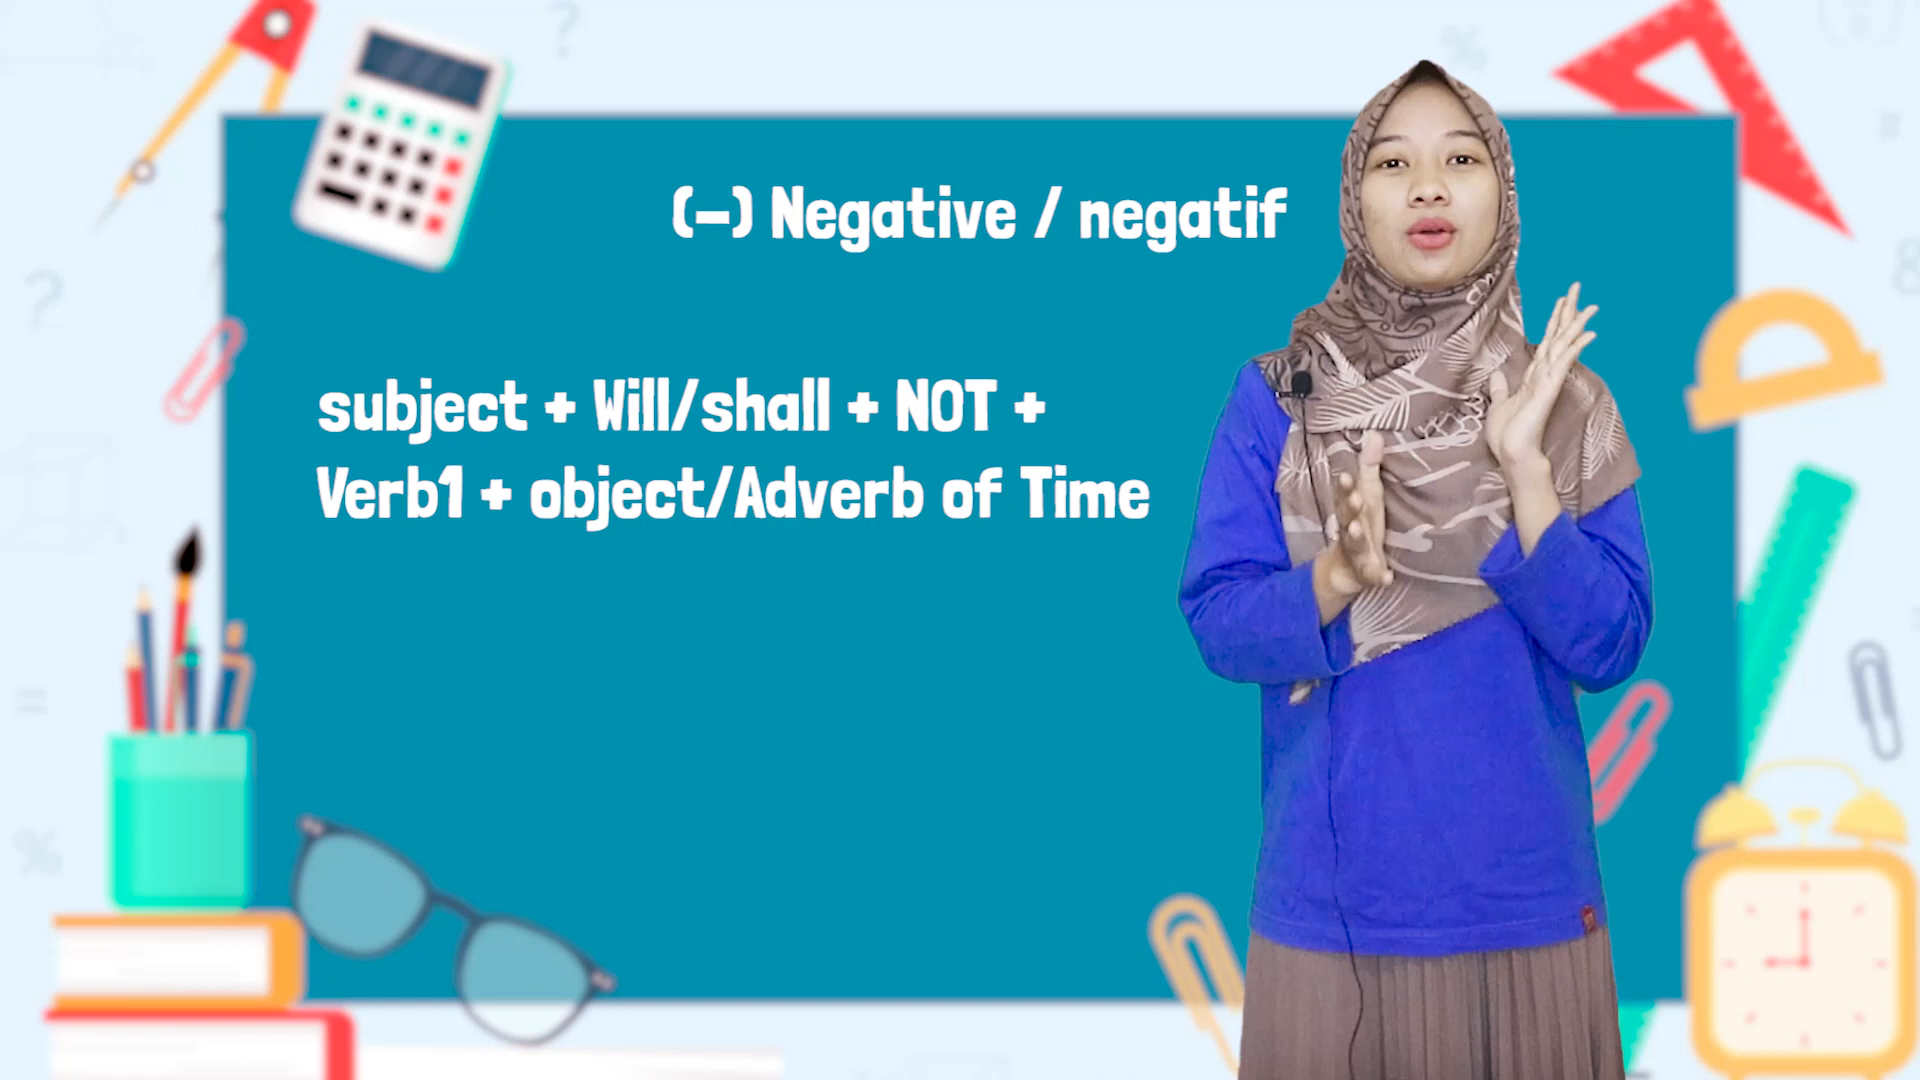 (-) Negative / negatif
subject + Will/shall + NOT +
Verb1 + object/Adverb of Time